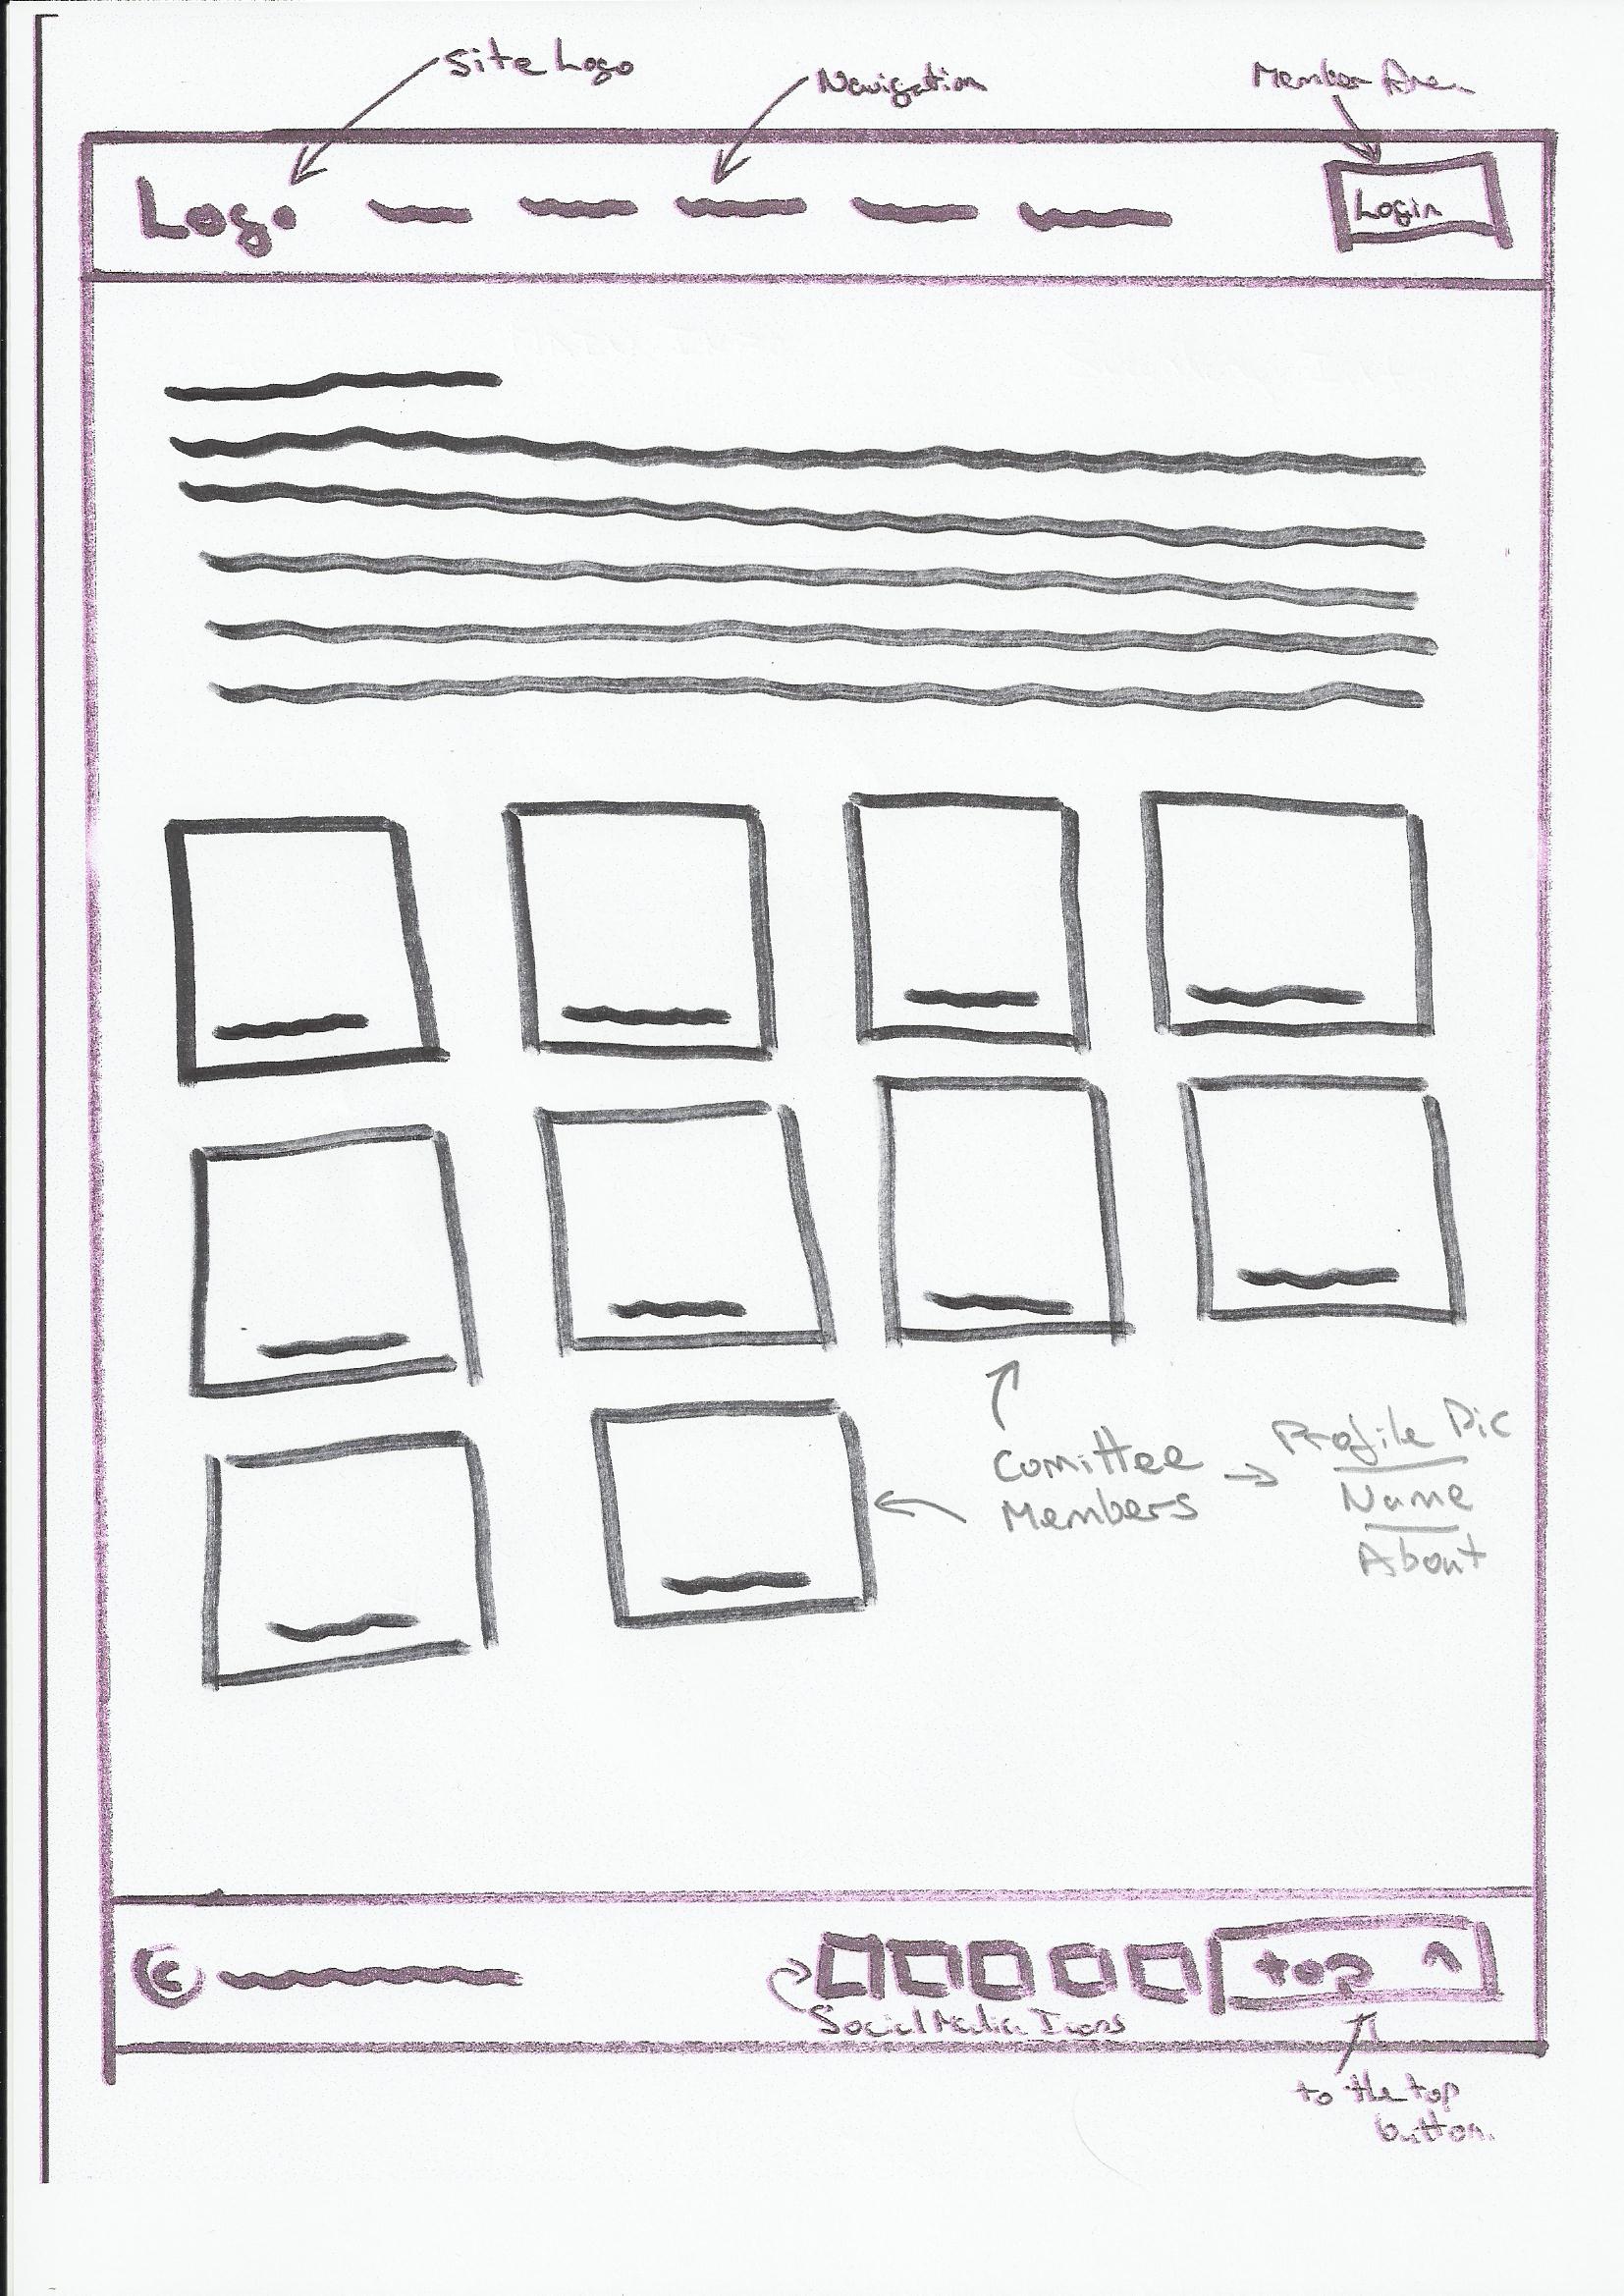 Site Logo
Navigation
Member Area
Logo
Login
Comittee
Members
Profile Pic
Name
About
©
top ^
Social Media Icons
to the top
button.